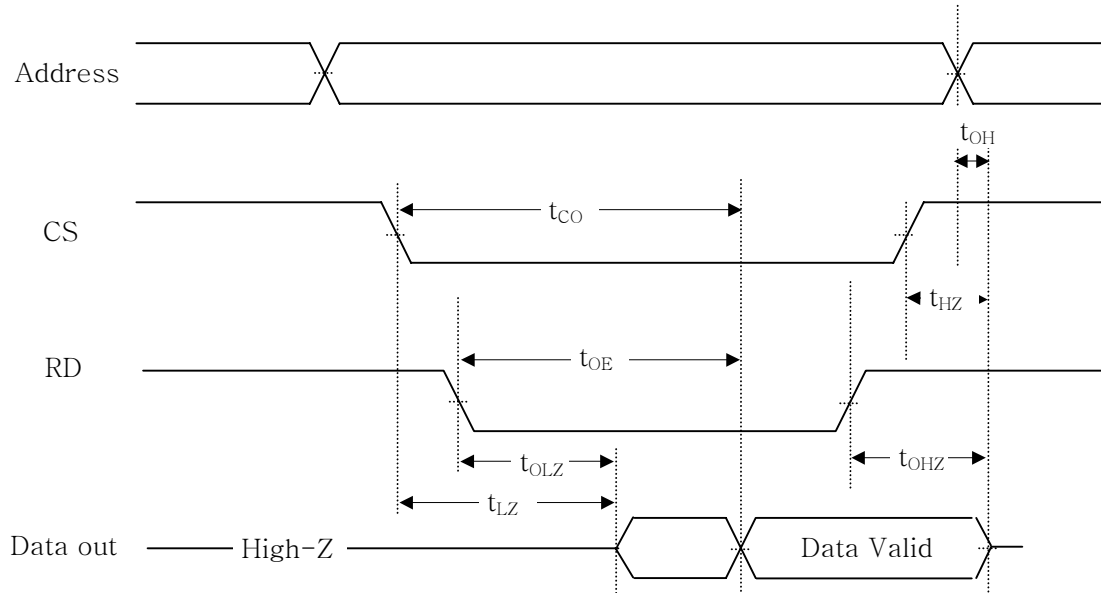 Address
tOH
tCO
CS
tHZ
tOE
RD
tOLZ
tOHZ
tLZ
Data out
High-Z
Data Valid